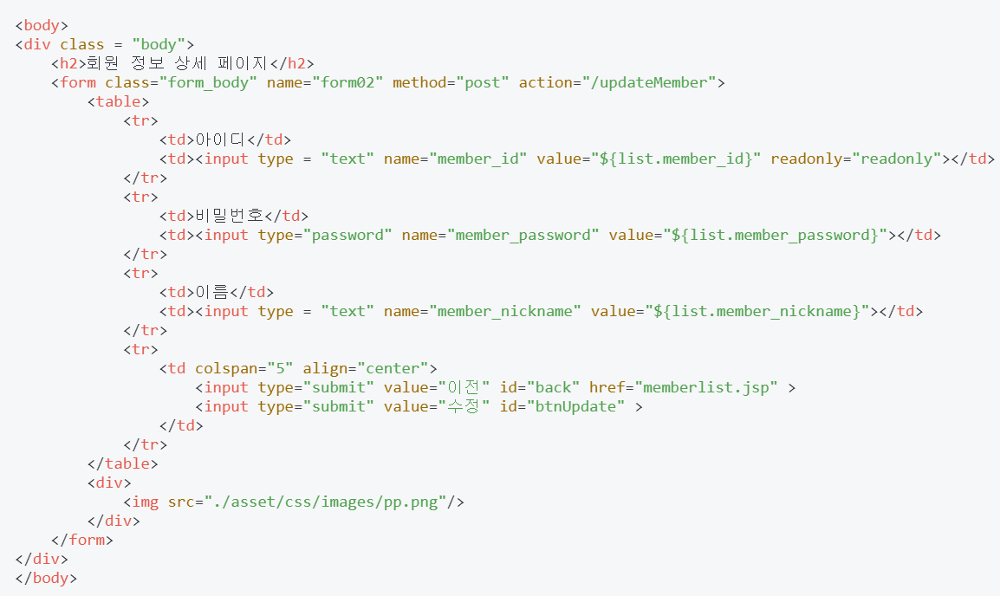 <body>
<div class = "body">
    <h2>회원 정보 상세 페이지</h2>
    <form class="form_body" name="form02" method="post" action="/updateMember">
        <table>
            <tr>
                <td>아이디</td>
                <td><input type = "text" name="member_id" value="${list.member_id}" readonly="readonly"></td>
            </tr>
            <tr>
                <td>비밀번호</td>
                <td><input type="password" name="member_password" value="${list.member_password}"></td>
            </tr>
            <tr>
                <td>이름</td>
                <td><input type = "text" name="member_nickname" value="${list.member_nickname}"></td>
            </tr>
            <tr>
                <td colspan="5" align="center">
                    <input type="submit" value="이전" id="back" href="memberlist.jsp" >
                    <input type="submit" value="수정" id="btnUpdate" >
                </td>
            </tr>
        </table>
        <div>
            <img src="./asset/css/images/pp.png"/>
        </div>
    </form>
</div>
</body>